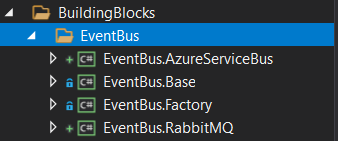 BuildingBlocks
EventBus
EventBus.AzureServiceBus
EventBus.Base
EventBus.Factory
EventBus.RabbitMQ